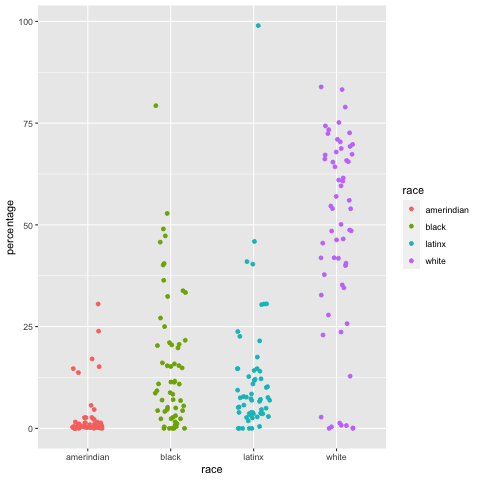 100
75
50
25
0
percentage
amerindian black latinx white
race
race
amerindian
black
latinx
white